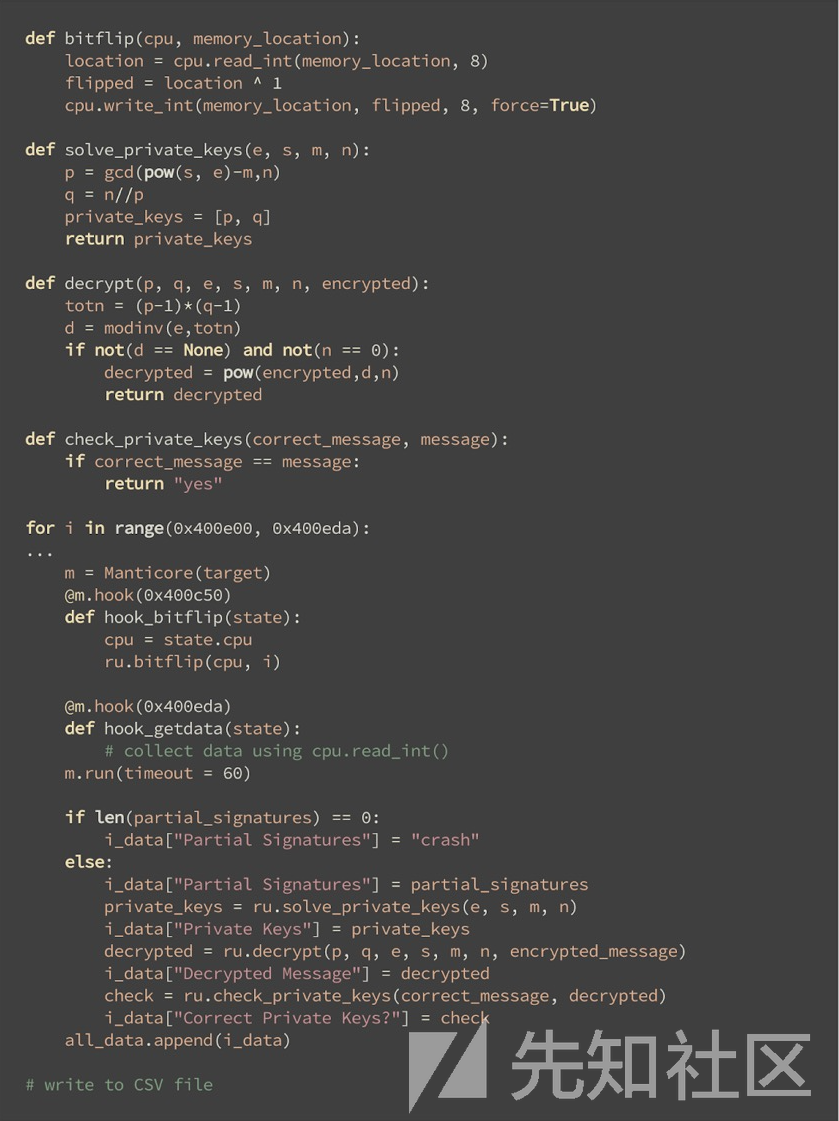 def bitflip(cpu, memory_location):
    location = cpu.read_int(memory_location, 8)
    flipped = location ^ 1
    cpu.write_int(memory_location, flipped, 8, force=True)
def solve_private_keys(e, s, m, n):
    p = gcd(pow(s, e)-m,n)
    q = n//p
    private_keys = [p, q]
    return private_keys
def decrypt(p, q, e, s, m, n, encrypted):
    totn = (p-1)*(q-1)
    d = modinv(e,totn)
    if not(d == None) and not(n == 0):
        decrypted = pow(encrypted,d,n)
        return decrypted
def check_private_keys(correct_message, message):
    if correct_message == message:
        return "yes"
for i in range(0x400e00, 0x400eda):
...
    m = Manticore(target)
    @m.hook(0x400c50)
    def hook_bitflip(state):
        cpu = state.cpu
        ru.bitflip(cpu, i)
    @m.hook(0x400eda)
    def hook_getdata(state):
        # collect data using cpu.read_int()
    m.run(timeout = 60)
    if len(partial_signatures) == 0:
        i_data["Partial Signatures"] = "crash"
    else:
        i_data["Partial Signatures"] = partial_signatures
        private_keys = ru.solve_private_keys(e, s, m, n)
        i_data["Private Keys"] = private_keys
        decrypted = ru.decrypt(p, q, e, s, m, n, encrypted_message)
        i_data["Decrypted Message"] = decrypted
        check = ru.check_private_keys(correct_message, decrypted)
        i_data["Correct Private Keys?"] = check
    all_data.append(i_data)
# write to CSV file
先知社区